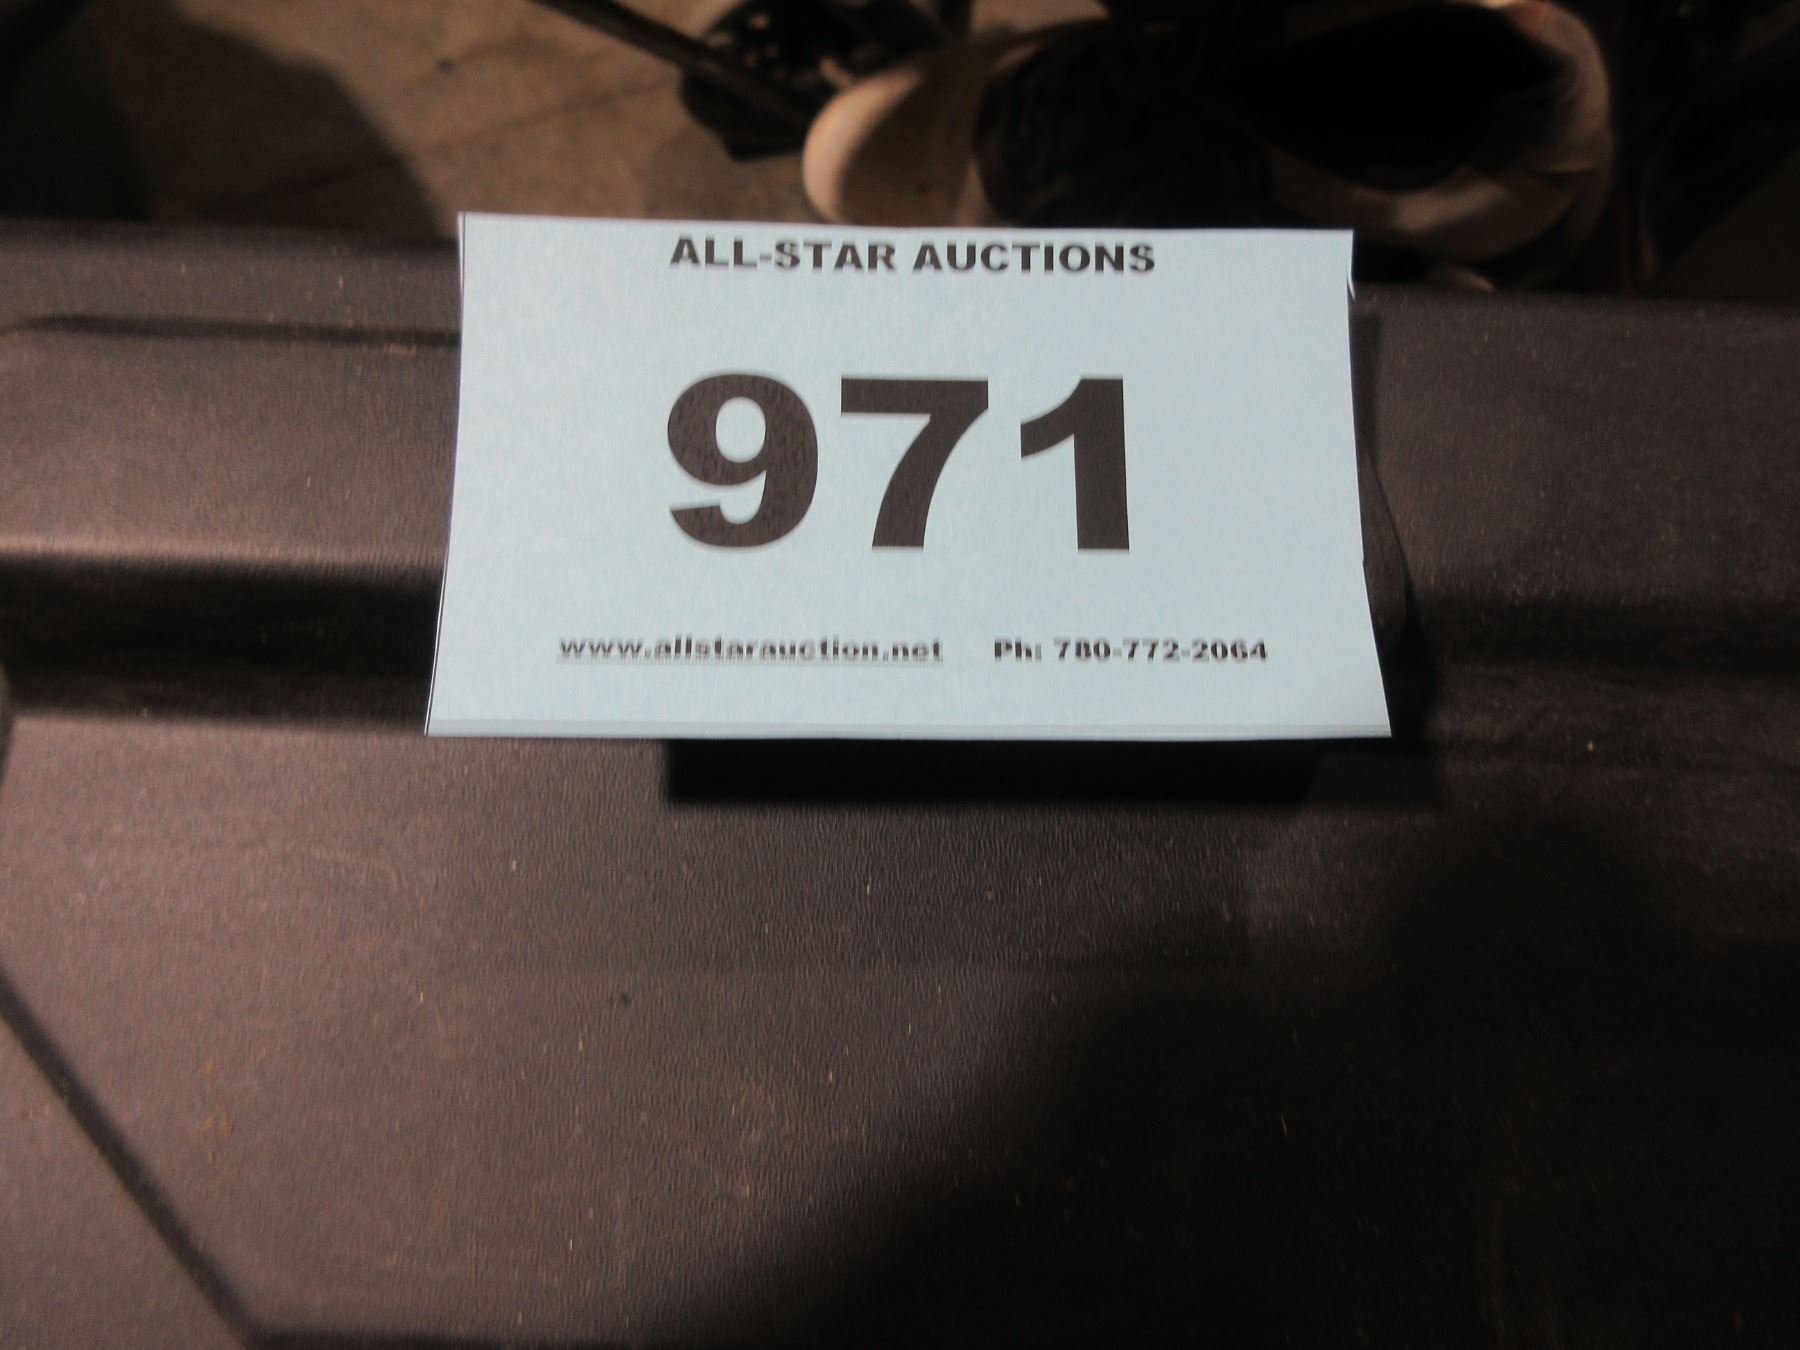 ALL-STAR AUCTIONS
971
www.allstarauction.net Ph: 780-772-2064